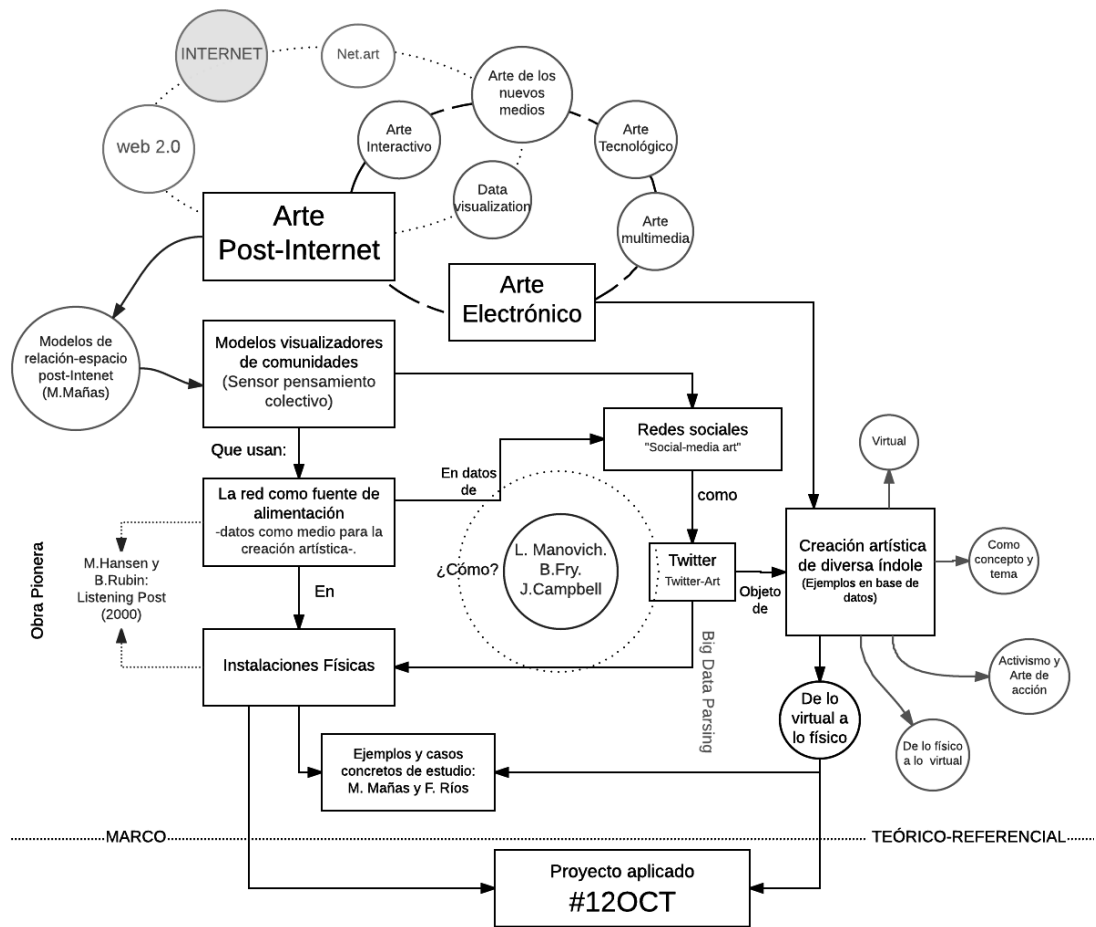 INTERNET
Net.art
Arte de los
nuevos
medios
web 2.0
Arte
Interactivo
Arte
Tecnológico
Data
visualization
Arte
multimedia
Arte
Post-Internet
Arte
Electrónico
Modelos de
relación-espacio
post-Intenet
(M.Mañas)
Modelos visualizadores
de comunidades
(Sensor pensamiento
colectivo)
Redes sociales
"Social-media art"
Virtual
Que usan:
En datos
de
como
La red como fuente de
alimentación
-datos como medio para la
creación artística-.
Obra Pionera
M.Hansen y
B.Rubin:
Listening Post
(2000)
¿Cómo?
L. Manovich.
B.Fry.
J.Campbell
Twitter
Twitter-Art
Objeto
de
Creación artística
de diversa índole
(Ejemplos en base de
datos)
Como
concepto y
tema
En
Instalaciones Físicas
Big Data Parsing
Activismo y
Arte de
acción
De lo
virtual a
lo físico
De lo físico
a lo virtual
Ejemplos y casos
concretos de estudio:
M. Mañas y F. Ríos
MARCO
TEÓRICO-REFERENCIAL
Proyecto aplicado
#12OCT